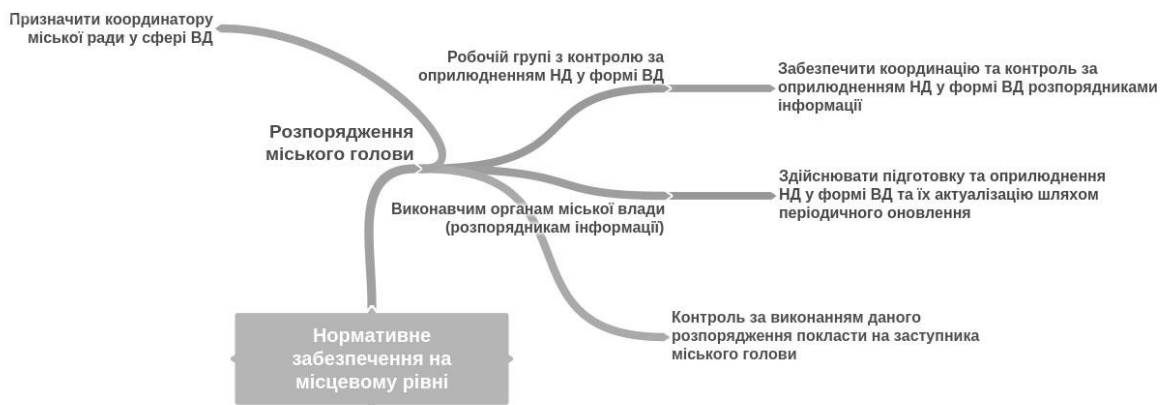 Призначити координатору
міської ради у сфері ВД
Робочій групі з контролю за
оприлюдненням НД у формі ВД
Забезпечити координацію та контроль за
оприлюдненням НД у формі ВД розпорядниками
інформації
Розпорядження
міського голови
Здійснювати підготовку та оприлюднення
НД у формі ВД та їх актуалізацію шляхом
періодичного оновлення
Виконавчим органам міської влади
(розпорядникам інформації)
Контроль за виконанням даного
розпорядження покласти на заступника
міського голови
Нормативне
забезпечення на
місцевому рівні